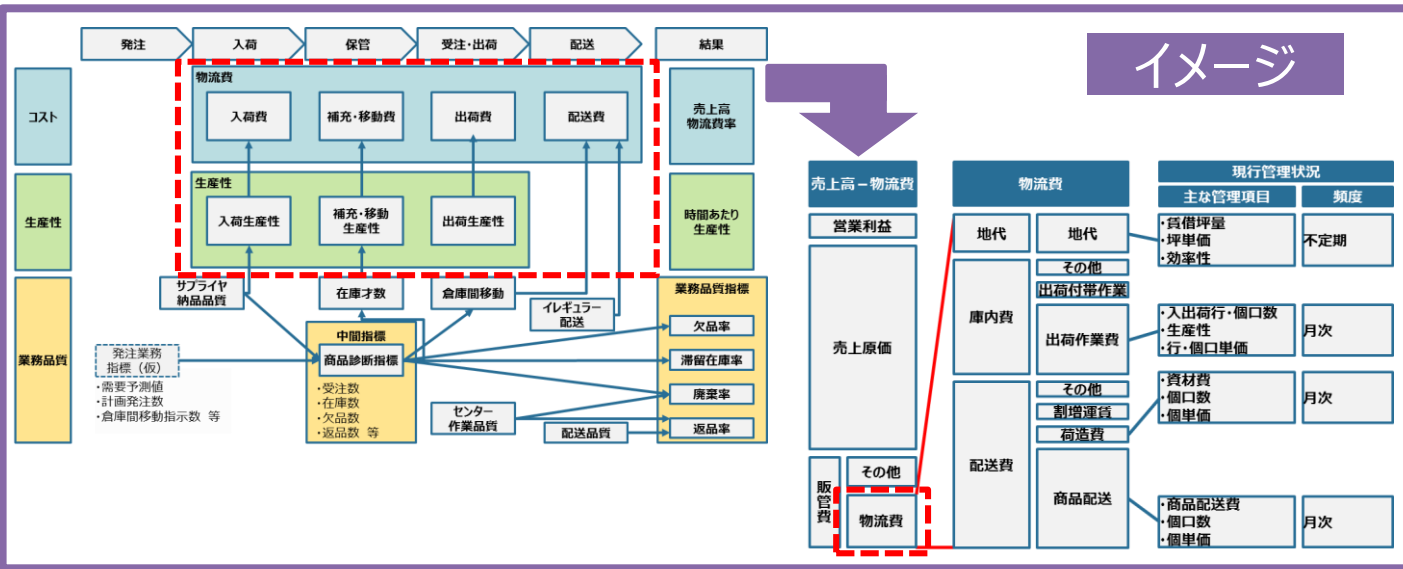 イメージ
発注
入荷
保管
受注・出荷
配送
結果
コスト
物流費
入荷費
補充・移動費
出荷費
配送費
売上高
物流費率
生産性
生産性
入荷生産性
補充・移動
生産性
出荷生産性
時間あたり
生産性
業務品質
サプライヤ
納品品質
在庫才数
倉庫間移動
イレギュラー
配送
業務品質指標
欠品率
滞留在庫率
廃棄率
返品率
発注業務
指標（仮）
・需要予測値
・計画発注数
・倉庫間移動指示数 等
中間指標
商品診断指標
・受注数
・在庫数
・欠品数
・返品数 等
センター
作業品質
配送品質
売上高－物流費
営業利益
売上原価
販管費
その他
物流費
物流費
地代
地代
庫内費
その他
出荷付帯作業
出荷作業費
配送費
その他
割増運賃
荷造費
商品配送
現行管理状況
主な管理項目
頻度
・賃借坪量
・坪単価
・効率性
不定期
・入出荷行・個口数
・生産性
・行・個口単価
月次
・資材費
・個口数
・個単価
月次
・商品配送費
・個口数
・個単価
月次